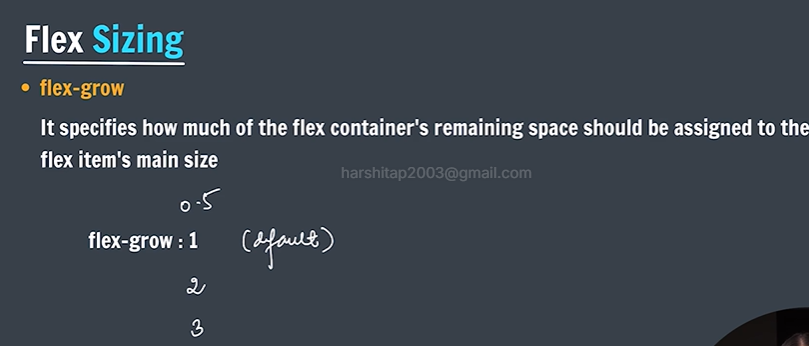 Flex Sizing
• flex-grow
It specifies how much of the flex container's remaining space should be assigned to the
flex item's main size
harshitap2003@gmail.com
0.5
flex-grow : 1 (dfault)
2
3